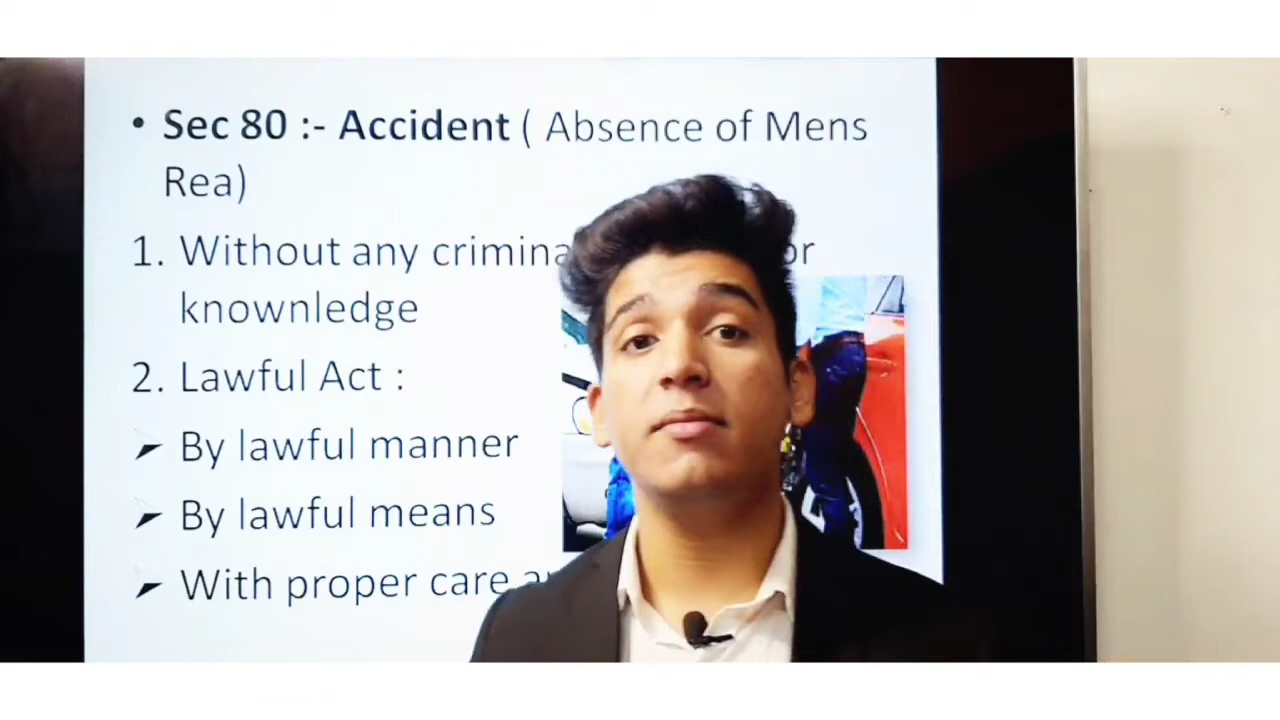 • Sec 80 :- Accident ( Absence of Mens
Rea)
1. Without any or
knownledge
2. Lawful Act :
➢ By lawful manner
➢ By lawful means
➢ With proper care